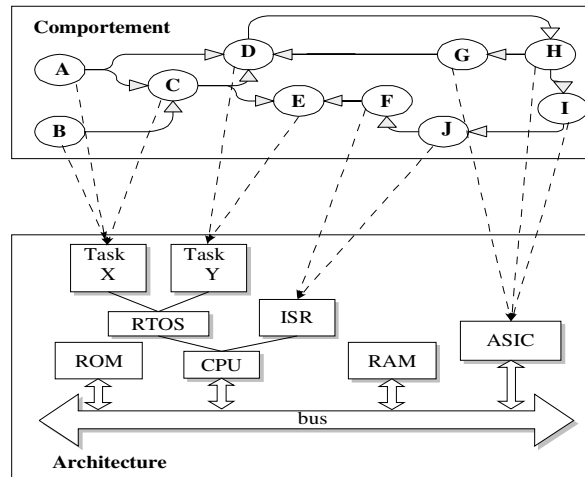 Comportement
D
G
H
A
C
E
F
I
B
J
Task
X
Task
Y
RTOS
ISR
ROM
CPU
RAM
ASIC
bus
Architecture